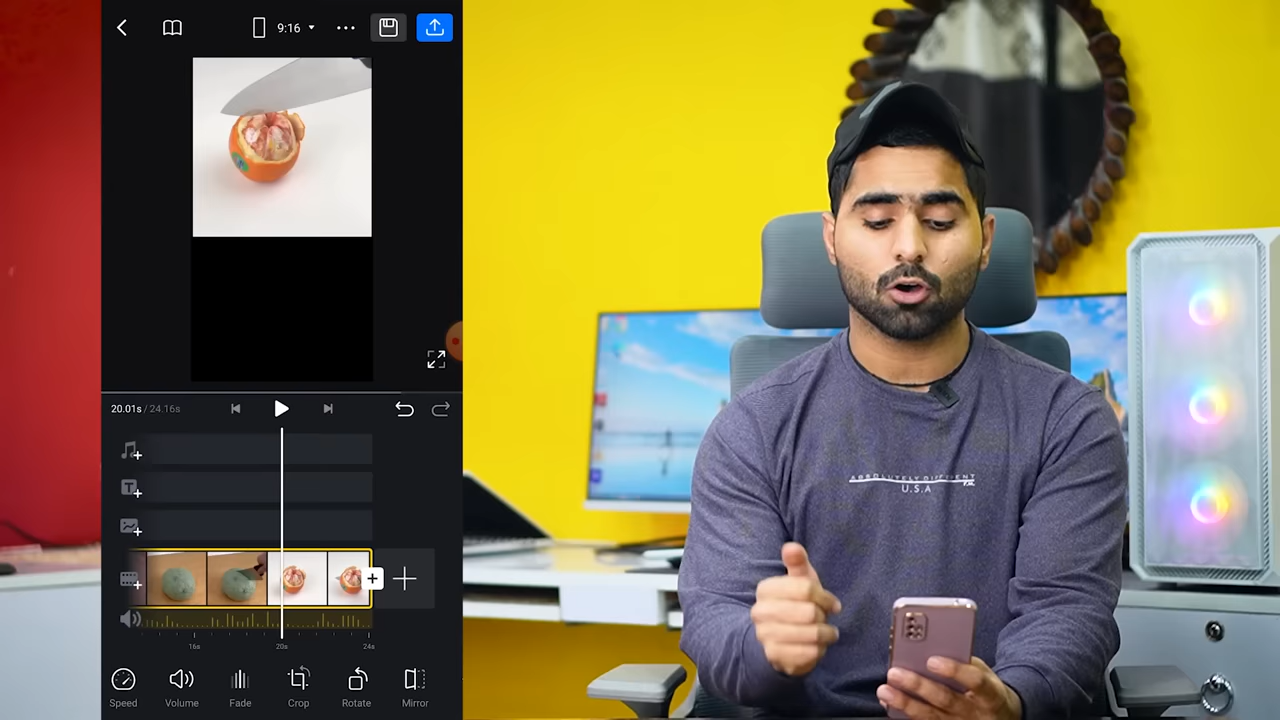 9:16
20.01s / 24.16s
T
16s
20s
24s
Speed
Volume
Fade
Crop
Rotate
Mirror
ABSOLUTELY DIFFERENT
U.S.A